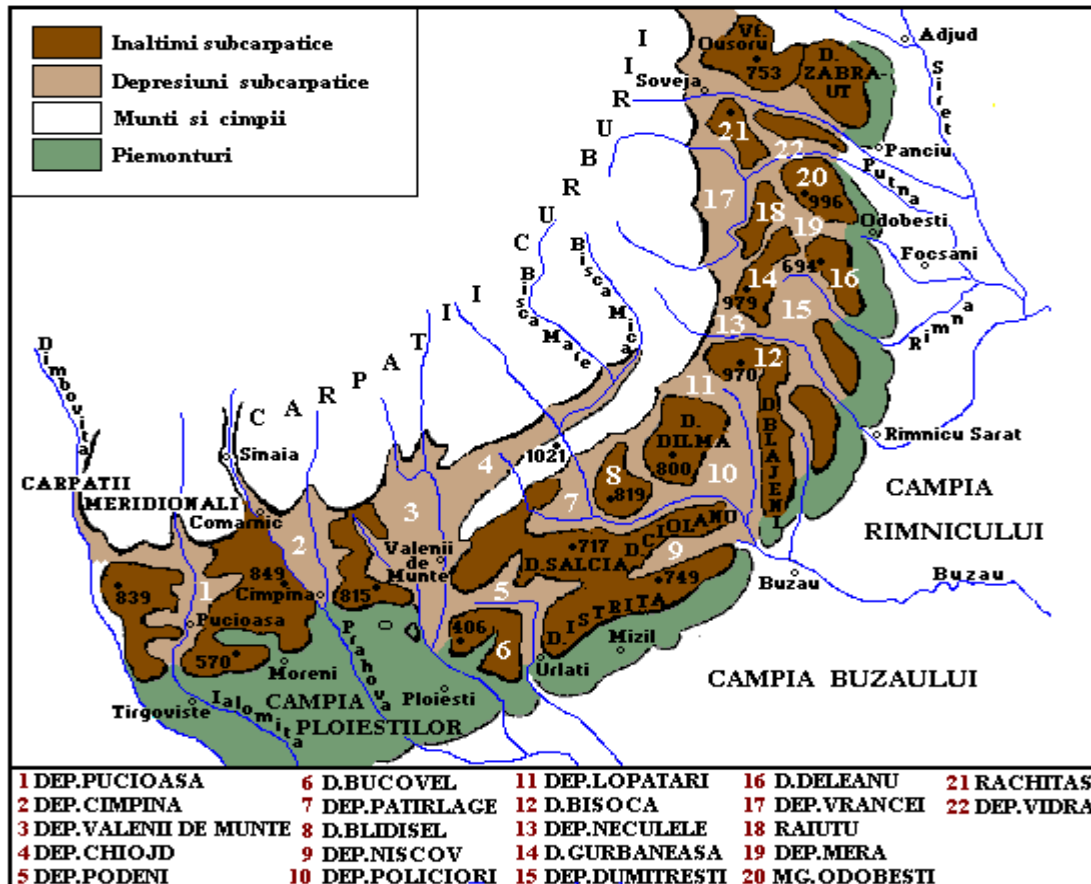 Inaltimi subcarpatice
Depresiuni subcarpatice
Munti si cimpii
Piemonturi
Vf.
Ousoru
753
D.
ZABRA-
UT
Adjud
Siret
Soveja
21
22
Panciu
Putna
20
996
17
18
19
Odobesti
Focsani
694
14
16
979
15
13
Rimna
12
970
11
D BLAJENI
Rimnicu Sarat
CARPATII CURBURII
Bisca Mare
Bisca Mica
Dimbovita
Sinaia
CARPATII
MERIDIONALI
Comarnic
4
1021
D.
DILMA
800
8
819
7
10
CAMPIA
RIMNICULUI
3
2
Valenii
de
Munte
717
D.CIOLANU
D.SALCIA
9
749
Buzau
Buzau
849
839
1
Cimpina
815
5
Pucioasa
406
D.ISTRITA
Mizil
6
Urlati
570
Moreni
Prahova
Ploiesti
CAMPIA
PLOIESTILOR
Tirgoviste
Ialomita
CAMPIA BUZAULUI
1 DEP.PUCIOASA
2 DEP.CIMPINA
3 DEP.VALENII DE MUNTE
4 DEP.CHIOJD
5 DEP.PODENI
6 D.BUCOVEL
7 DEP.PATIRLAGE
8 D.BLIDISEL
9 DEP.NISCOV
10 DEP.POLICIORI
11 DEP.LOPATARI
12 D.BISOCA
13 DEP.NECULELE
14 D.GURBANEASA
15 DEP.DUMITRESTI
16 D.DELEANU
17 DEP.VRANCEI
18 RAIUTU
19 DEP.MERA
20 MG.ODOBESTI
21 RACHITAS
22 DEP.VIDRA